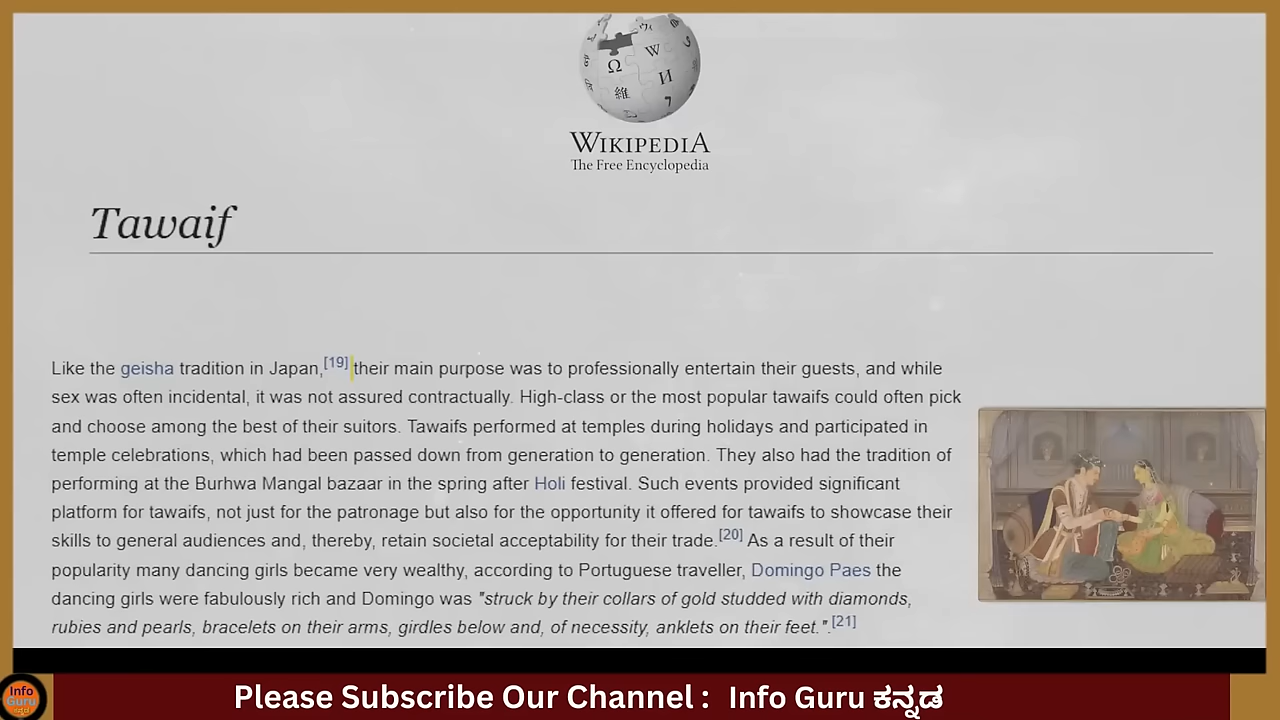 Ω W И 維
WIKIPEDIA
The Free Encyclopedia
Tawaif
Like the geisha tradition in Japan,[19] their main purpose was to professionally entertain their guests, and while
sex was often incidental, it was not assured contractually. High-class or the most popular tawaifs could often pick
and choose among the best of their suitors. Tawaifs performed at temples during holidays and participated in
temple celebrations, which had been passed down from generation to generation. They also had the tradition of
performing at the Burhwa Mangal bazaar in the spring after Holi festival. Such events provided significant
platform for tawaifs, not just for the patronage but also for the opportunity it offered for tawaifs to showcase their
skills to general audiences and, thereby, retain societal acceptability for their trade.[20] As a result of their
popularity many dancing girls became very wealthy, according to Portuguese traveller, Domingo Paes the
dancing girls were fabulously rich and Domingo was "struck by their collars of gold studded with diamonds,
rubies and pearls, bracelets on their arms, girdles below and, of necessity, anklets on their feet.".[21]
Info
Guru
ಕನ್ನಡ
Please Subscribe Our Channel : Info Guru ಕನ್ನಡ